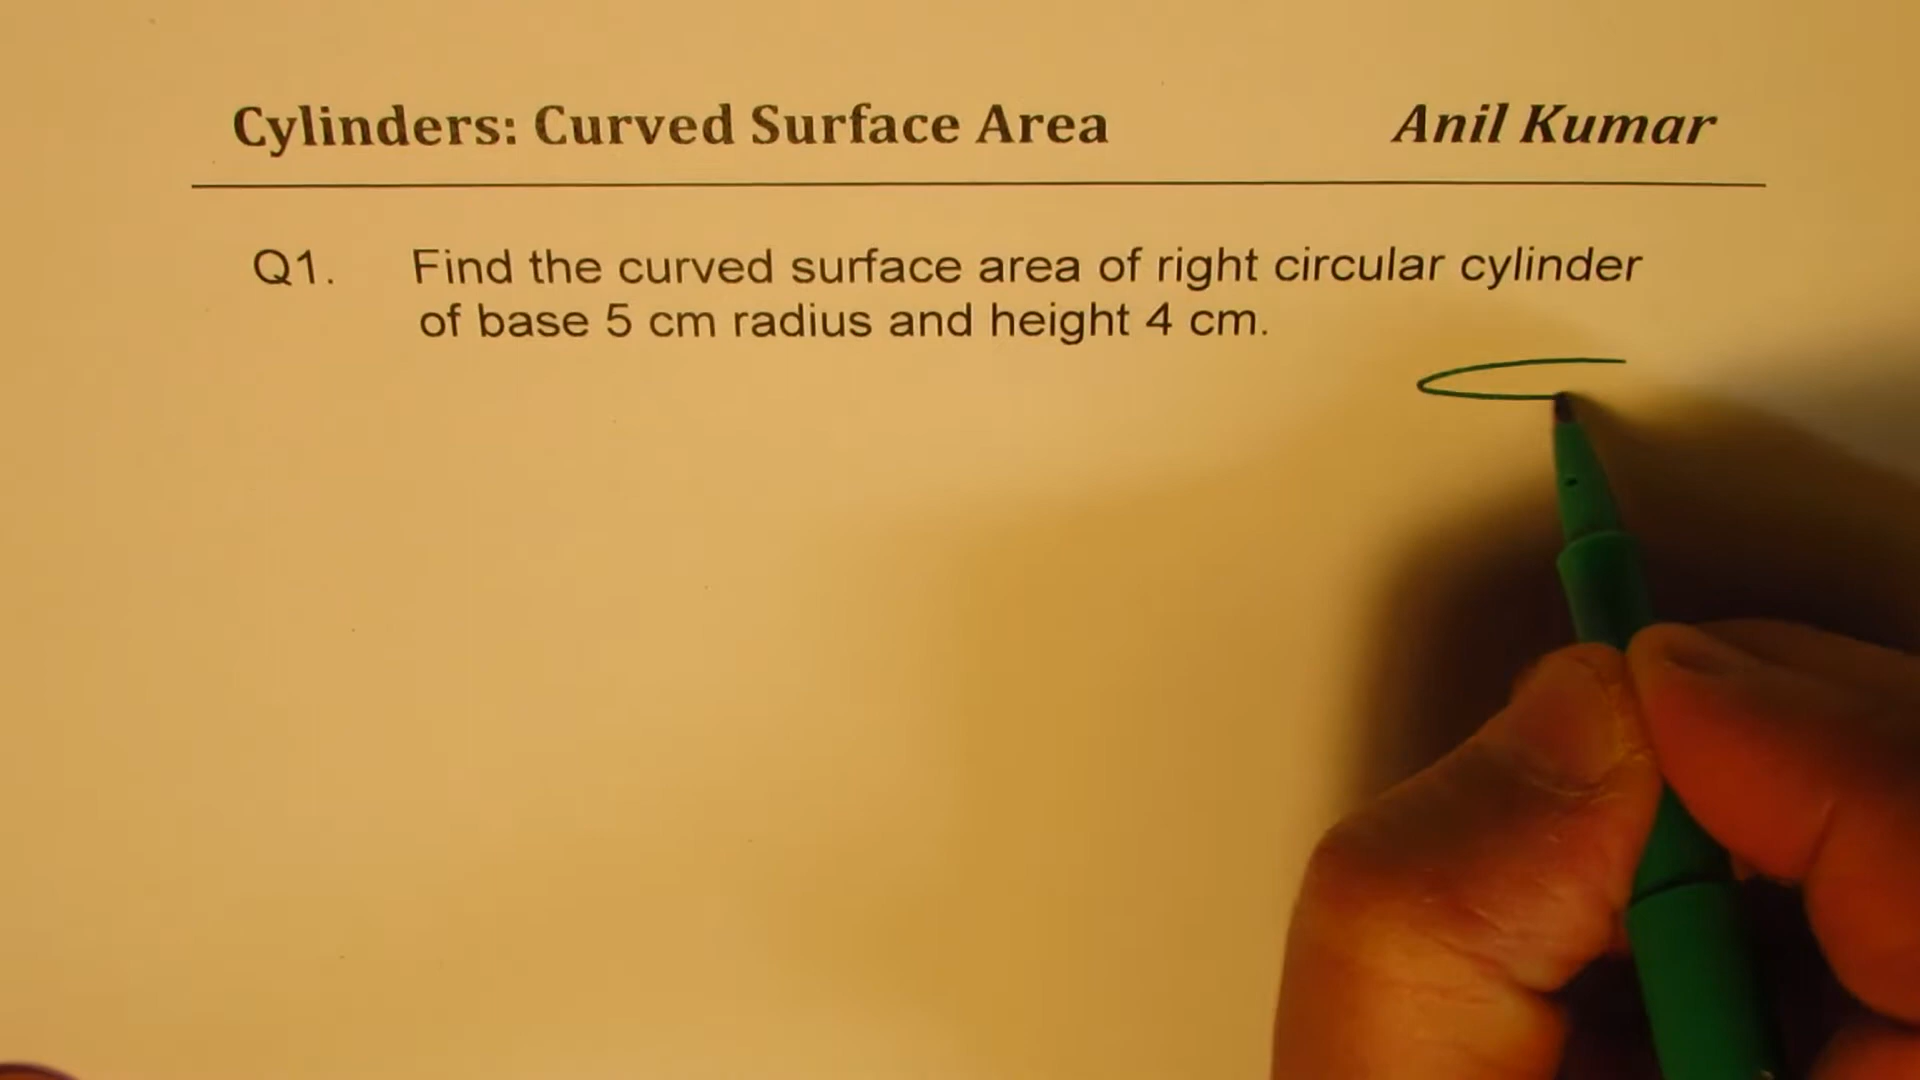 Cylinders: Curved Surface Area Anil Kumar
Q1. Find the curved surface area of right circular cylinder
of base 5 cm radius and height 4 cm.